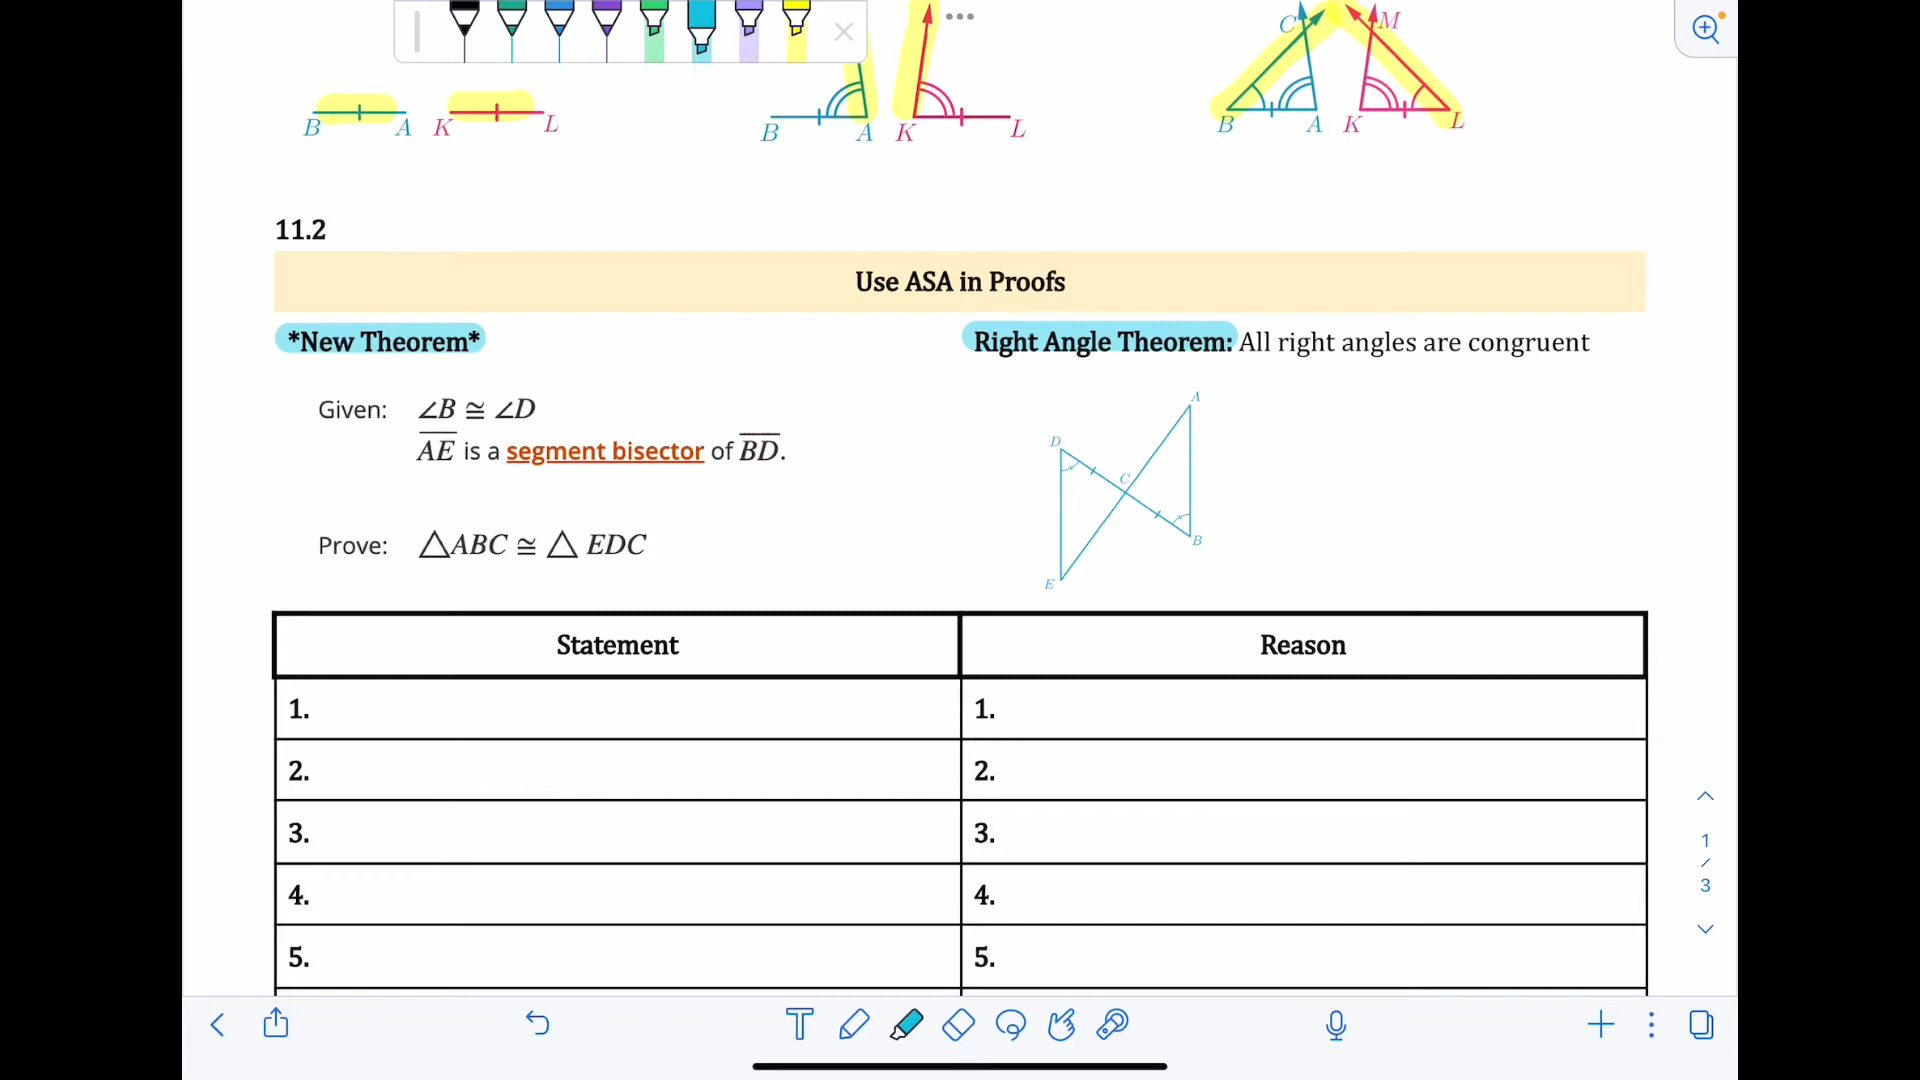 C M
B A K L B A K L B A K L
11.2
Use ASA in Proofs
*New Theorem* Right Angle Theorem: All right angles are congruent
Given: ∠B ≅ ∠D
AE is a segment bisector of BD.
Prove: △ABC ≅ △ EDC
A
D
C
B
E
Statement Reason
1. 1.
2. 2.
3. 3.
4. 4.
5. 5.
1
/
3